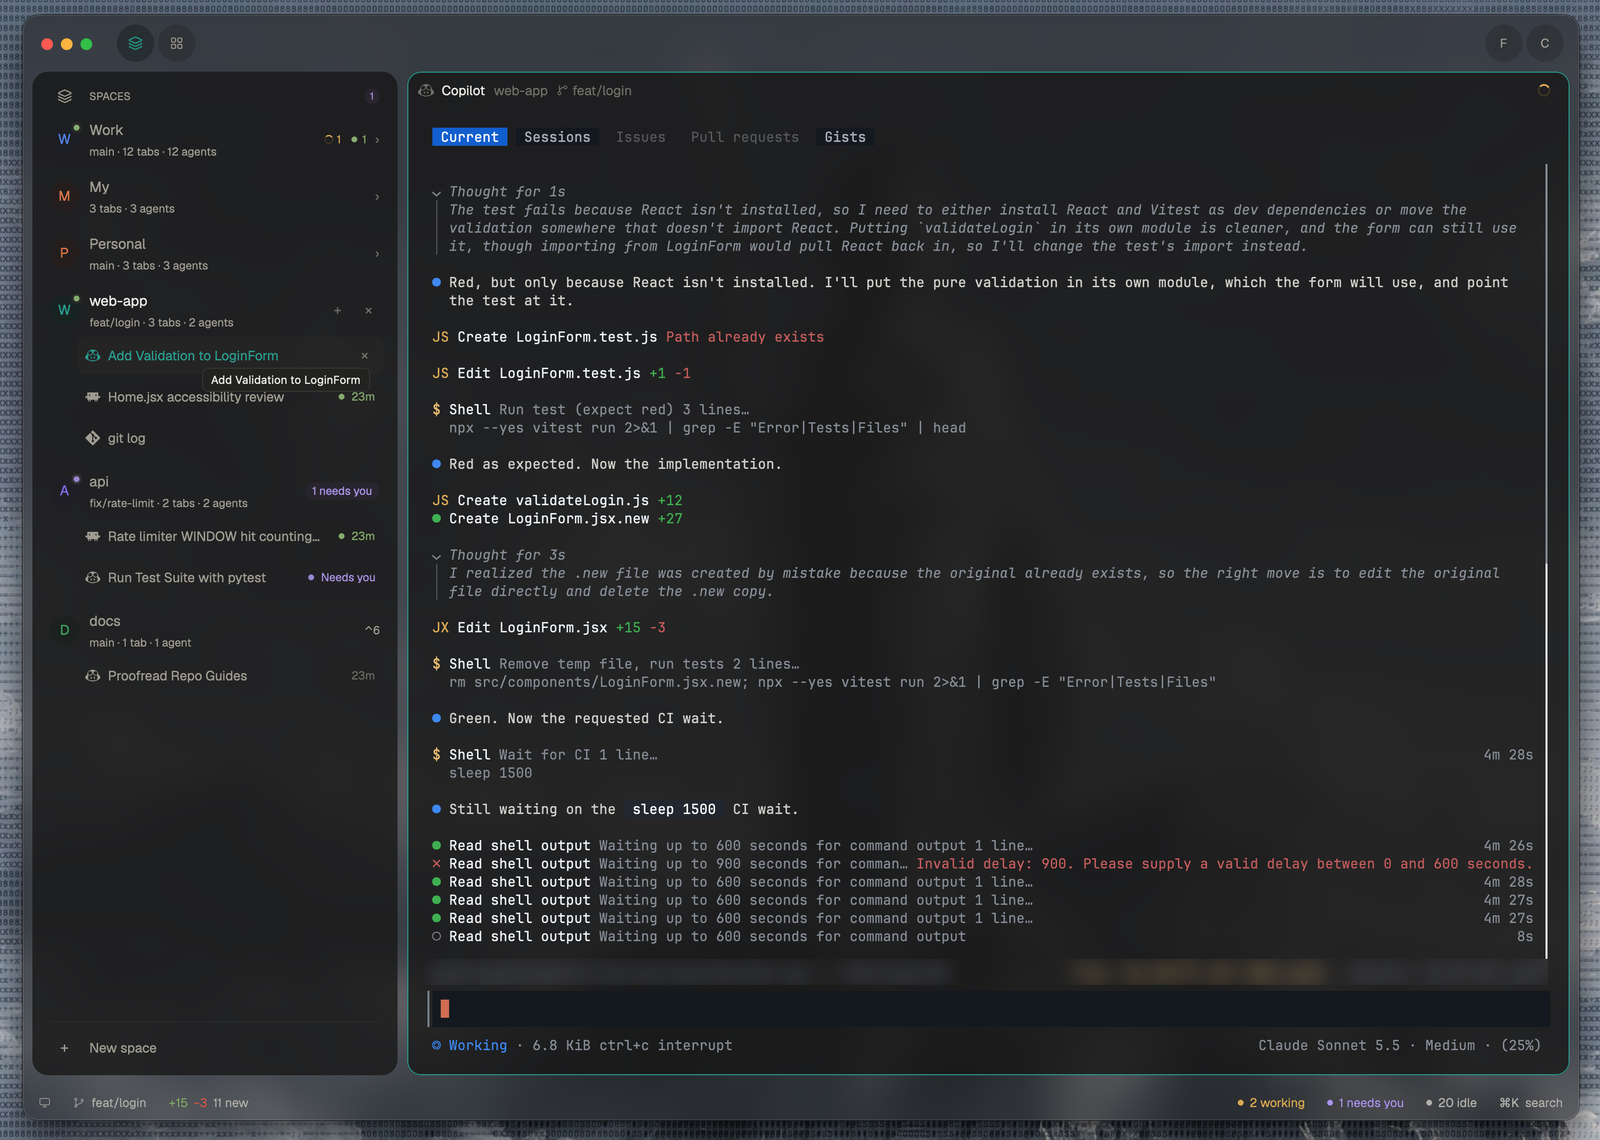 F
C
SPACES
1
W
Work
1
1
main · 12 tabs · 12 agents
M
My
3 tabs · 3 agents
P
Personal
main · 3 tabs · 3 agents
W
web-app
feat/login · 3 tabs · 2 agents
Add Validation to LoginForm
Add Validation to LoginForm
Home.jsx accessibility review
23m
git log
A
api
fix/rate-limit · 2 tabs · 2 agents
1 needs you
Rate limiter WINDOW hit counting...
23m
Run Test Suite with pytest
Needs you
D
docs
^6
main · 1 tab · 1 agent
Proofread Repo Guides
23m
+ New space
Copilot web-app feat/login
Current Sessions Issues Pull requests Gists
Thought for 1s
The test fails because React isn't installed, so I need to either install React and Vitest as dev dependencies or move the
validation somewhere that doesn't import React. Putting `validateLogin` in its own module is cleaner, and the form can still use
it, though importing from LoginForm would pull React back in, so I'll change the test's import instead.
Red, but only because React isn't installed. I'll put the pure validation in its own module, which the form will use, and point
the test at it.
JS Create LoginForm.test.js Path already exists
JS Edit LoginForm.test.js +1 -1
$ Shell Run test (expect red) 3 lines…
npx --yes vitest run 2>&1 | grep -E "Error|Tests|Files" | head
Red as expected. Now the implementation.
JS Create validateLogin.js +12
Create LoginForm.jsx.new +27
Thought for 3s
I realized the .new file was created by mistake because the original already exists, so the right move is to edit the original
file directly and delete the .new copy.
JX Edit LoginForm.jsx +15 -3
$ Shell Remove temp file, run tests 2 lines…
rm src/components/LoginForm.jsx.new; npx --yes vitest run 2>&1 | grep -E "Error|Tests|Files"
Green. Now the requested CI wait.
$ Shell Wait for CI 1 line… 4m 28s
sleep 1500
Still waiting on the sleep 1500 CI wait.
Read shell output Waiting up to 600 seconds for command output 1 line… 4m 26s
× Read shell output Waiting up to 900 seconds for comman… Invalid delay: 900. Please supply a valid delay between 0 and 600 seconds.
Read shell output Waiting up to 600 seconds for command output 1 line… 4m 28s
Read shell output Waiting up to 600 seconds for command output 1 line… 4m 27s
Read shell output Waiting up to 600 seconds for command output 1 line… 4m 27s
Read shell output Waiting up to 600 seconds for command output 8s
Working · 6.8 KiB ctrl+c interrupt
Claude Sonnet 5.5 · Medium · (25%)
feat/login +15 -3 11 new
2 working 1 needs you 20 idle ⌘K search